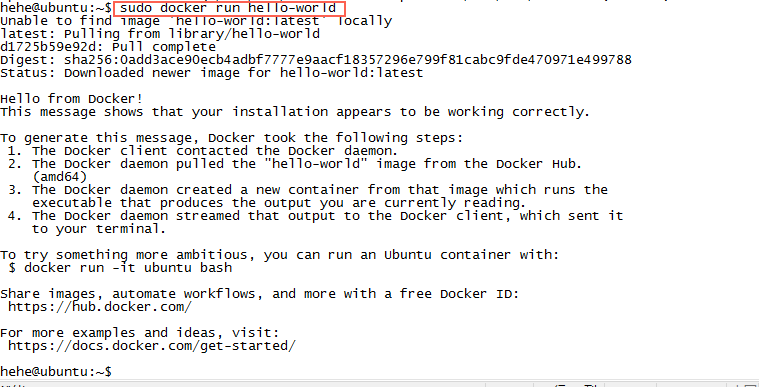 hehe@ubuntu:~$ sudo docker run hello-world
Unable to find image 'hello-world:latest' locally
latest: Pulling from library/hello-world
d1725b59e92d: Pull complete
Digest: sha256:0add3ace90ecb4adbf7777e9aacf18357296e799f81cabc9fde470971e499788
Status: Downloaded newer image for hello-world:latest

Hello from Docker!
This message shows that your installation appears to be working correctly.

To generate this message, Docker took the following steps:
 1. The Docker client contacted the Docker daemon.
 2. The Docker daemon pulled the "hello-world" image from the Docker Hub.
    (amd64)
 3. The Docker daemon created a new container from that image which runs the
    executable that produces the output you are currently reading.
 4. The Docker daemon streamed that output to the Docker client, which sent it
    to your terminal.

To try something more ambitious, you can run an Ubuntu container with:
 $ docker run -it ubuntu bash

Share images, automate workflows, and more with a free Docker ID:
 https://hub.docker.com/

For more examples and ideas, visit:
 https://docs.docker.com/get-started/

hehe@ubuntu:~$